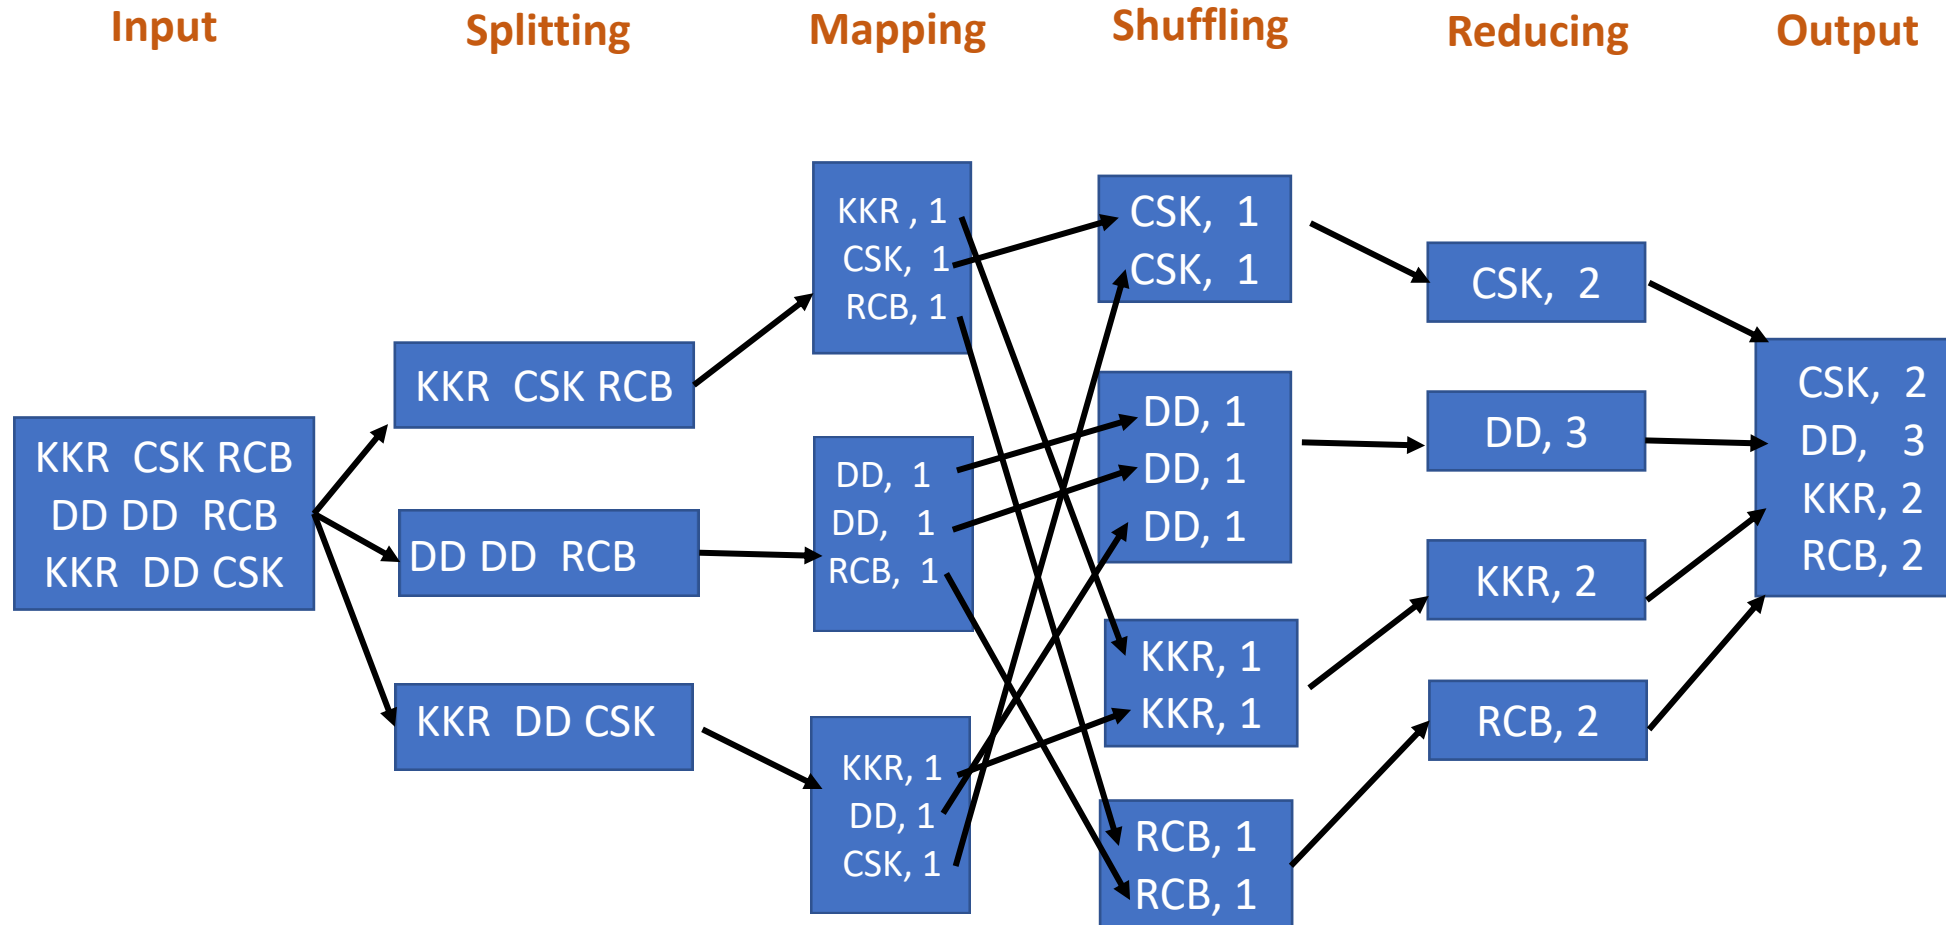 Input
Splitting
Mapping
Shuffling
Reducing
Output
KKR CSK RCB
DD DD RCB
KKR DD CSK
KKR CSK RCB
DD DD RCB
KKR DD CSK
KKR , 1
CSK, 1
RCB, 1
DD, 1
DD, 1
RCB, 1
KKR, 1
DD, 1
CSK, 1
CSK, 1
CSK, 1
DD, 1
DD, 1
DD, 1
KKR, 1
KKR, 1
RCB, 1
RCB, 1
CSK, 2
DD, 3
KKR, 2
RCB, 2
CSK, 2
DD, 3
KKR, 2
RCB, 2